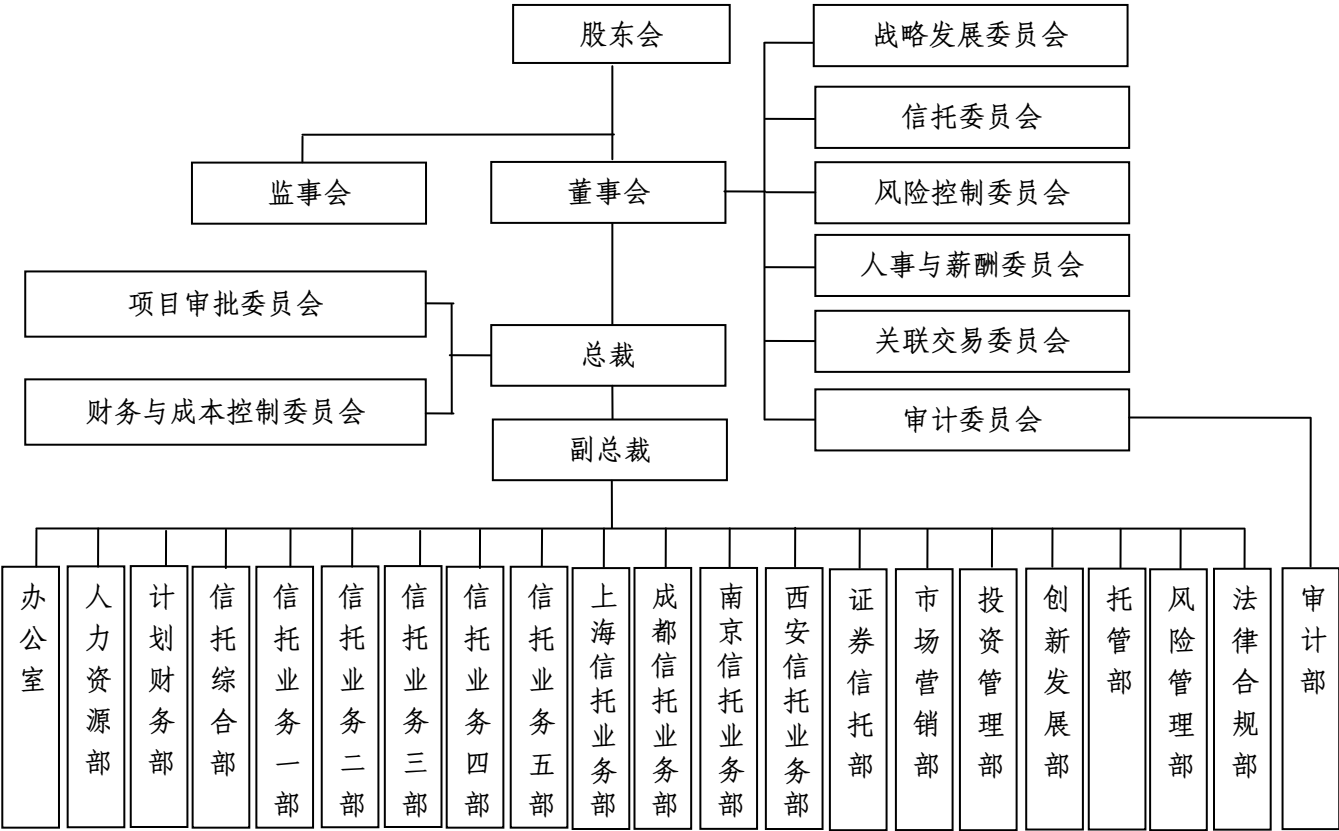 股东会
战略发展委员会
信托委员会
监事会
董事会
风险控制委员会
人事与薪酬委员会
项目审批委员会
总裁
关联交易委员会
财务与成本控制委员会
审计委员会
副总裁
办公室
人力资源部
计划财务部
信托综合部
信托业务一部
信托业务二部
信托业务三部
信托业务四部
信托业务五部
上海信托业务部
成都信托业务部
南京信托业务部
西安信托业务部
证券信托部
市场营销部
投资管理部
创新发展部
托管部
风险管理部
法律合规部
审计部